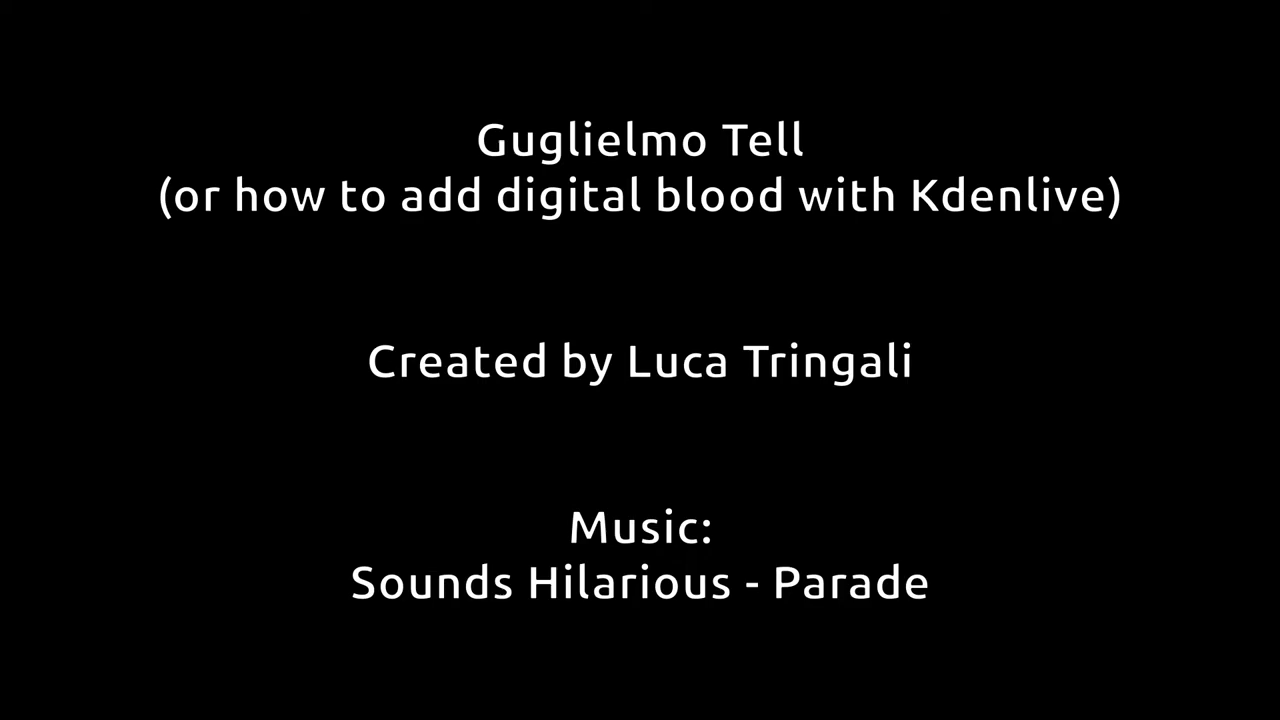 Guglielmo Tell
(or how to add digital blood with Kdenlive)
Created by Luca Tringali
Music:
Sounds Hilarious - Parade